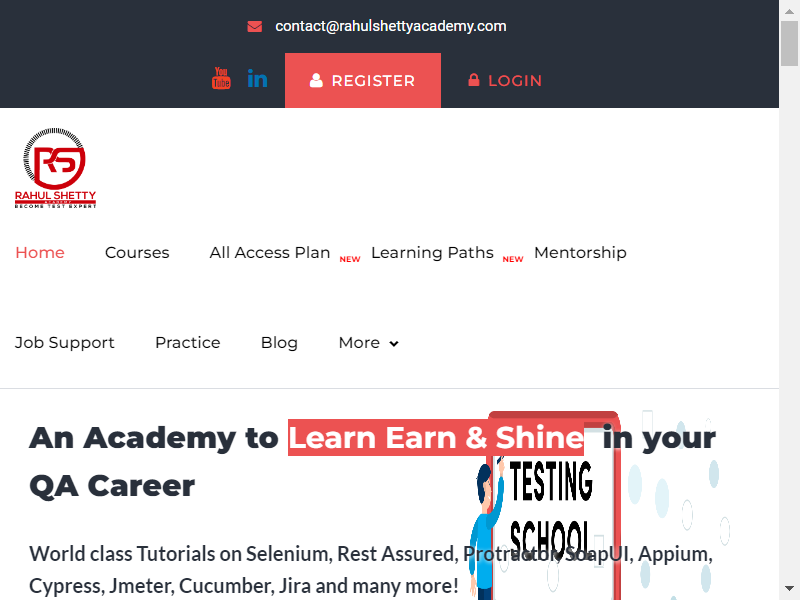 contact@rahulshettyacademy.com
You Tube in REGISTER LOGIN
RS
RAHUL SHETTY
ACADEMY
BECOME TEST EXPERT
Home Courses All Access Plan NEW Learning Paths NEW Mentorship
Job Support Practice Blog More
An Academy to Learn Earn & Shine in your
QA Career
TESTING
SCHOOL
World class Tutorials on Selenium, Rest Assured, Protractor, SoapUI, Appium,
Cypress, Jmeter, Cucumber, Jira and many more!